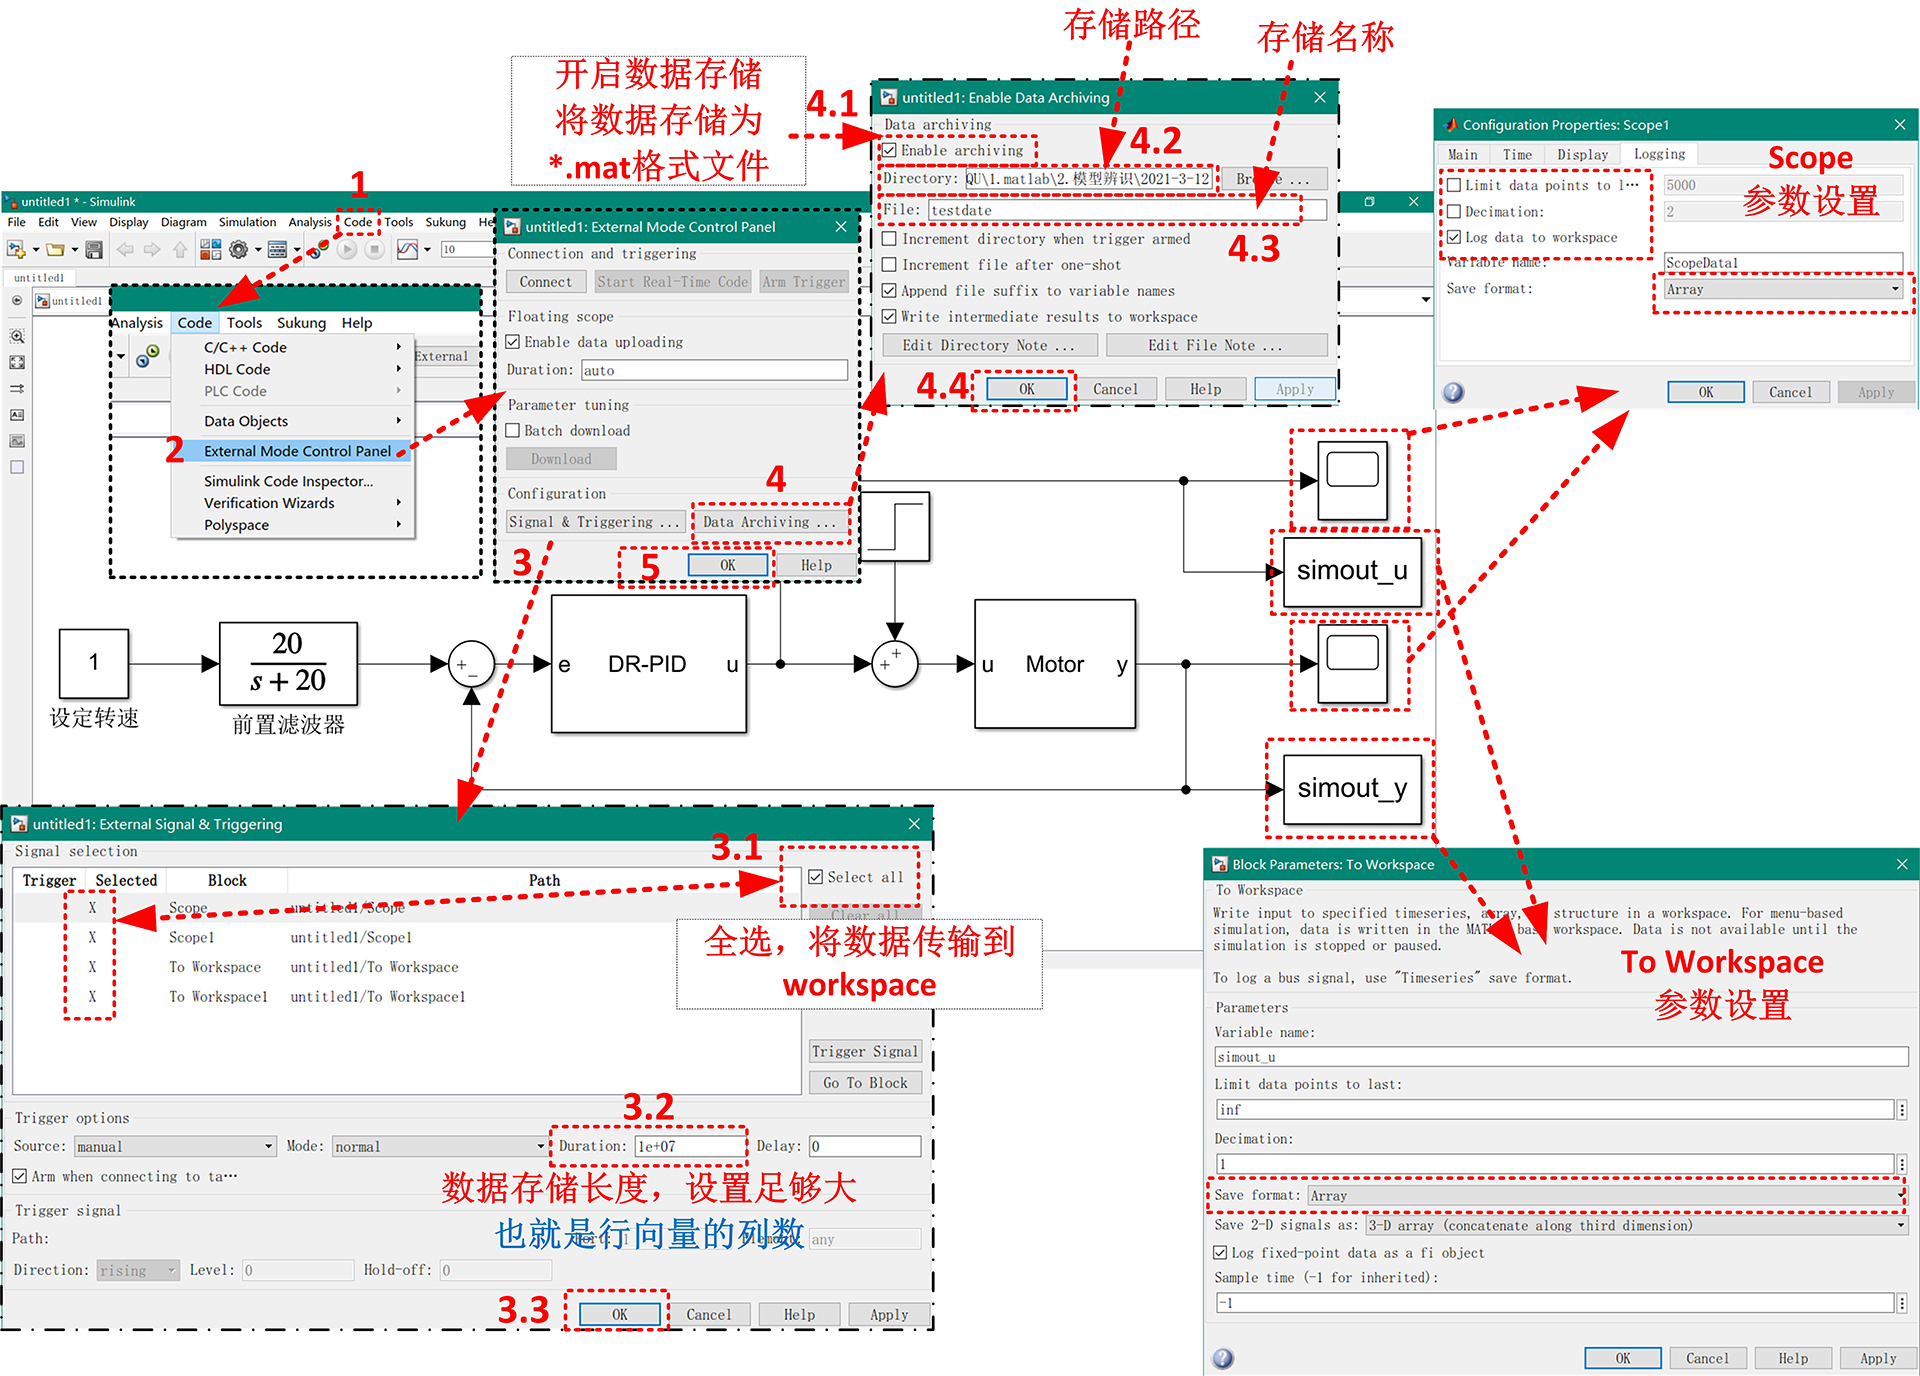 存储路径
存储名称
开启数据存储
将数据存储为
*.mat格式文件
4.1
untitled1: Enable Data Archiving
Data archiving
Enable archiving
4.2
Directory: QU\1.matlab\2.模型辨识\2021-3-12
File: testdate
4.3
Increment directory when trigger armed
Increment file after one-shot
Append file suffix to variable names
Write intermediate results to workspace
Edit Directory Note ... Edit File Note ...
4.4
OK Cancel Help Apply
Configuration Properties: Scope1
Main Time Display Logging
Scope
参数设置
Limit data points to l··· 5000
Decimation: 2
Log data to workspace
Variable name: ScopeData1
Save format: Array
OK Cancel Apply
1
untitled1 * - Simulink
File Edit View Display Diagram Simulation Analysis Code Tools Sukung He
10
untitled1
untitled1
Analysis Code Tools Sukung Help
External
C/C++ Code
HDL Code
PLC Code
Data Objects
2
External Mode Control Panel
Simulink Code Inspector...
Verification Wizards
Polyspace
untitled1: External Mode Control Panel
Connection and triggering
Connect Start Real-Time Code Arm Trigger
Floating scope
Enable data uploading
Duration: auto
Parameter tuning
Batch download
Download
4
Configuration
Signal & Triggering ... Data Archiving ...
3
5
OK Help
simout_u
1
设定转速
20
s + 20
前置滤波器
+
−
e DR-PID u
+
+
u Motor y
simout_y
untitled1: External Signal & Triggering
Signal selection
3.1
Trigger Selected Block Path
Select all
Clear all
X Scope untitled1/Scope
X Scope1 untitled1/Scope1
X To Workspace untitled1/To Workspace
X To Workspace1 untitled1/To Workspace1
全选，将数据传输到
workspace
Trigger Signal
Go To Block
3.2
Trigger options
Source: manual Mode: normal Duration: 1e+07 Delay: 0
Arm when connecting to ta···
数据存储长度，设置足够大
也就是行向量的列数
Trigger signal
Path: any
Direction: rising Level: 0 Hold-off: 0
3.3
OK Cancel Help Apply
Block Parameters: To Workspace
To Workspace
Write input to specified timeseries, array, structure in a workspace. For menu-based
simulation, data is written in the MATL base workspace. Data is not available until the
simulation is stopped or paused.
To log a bus signal, use "Timeseries" save format.
To Workspace
参数设置
Parameters
Variable name:
simout_u
Limit data points to last:
inf
Decimation:
1
Save format: Array
Save 2-D signals as: 3-D array (concatenate along third dimension)
Log fixed-point data as a fi object
Sample time (-1 for inherited):
-1
OK Cancel Help Apply